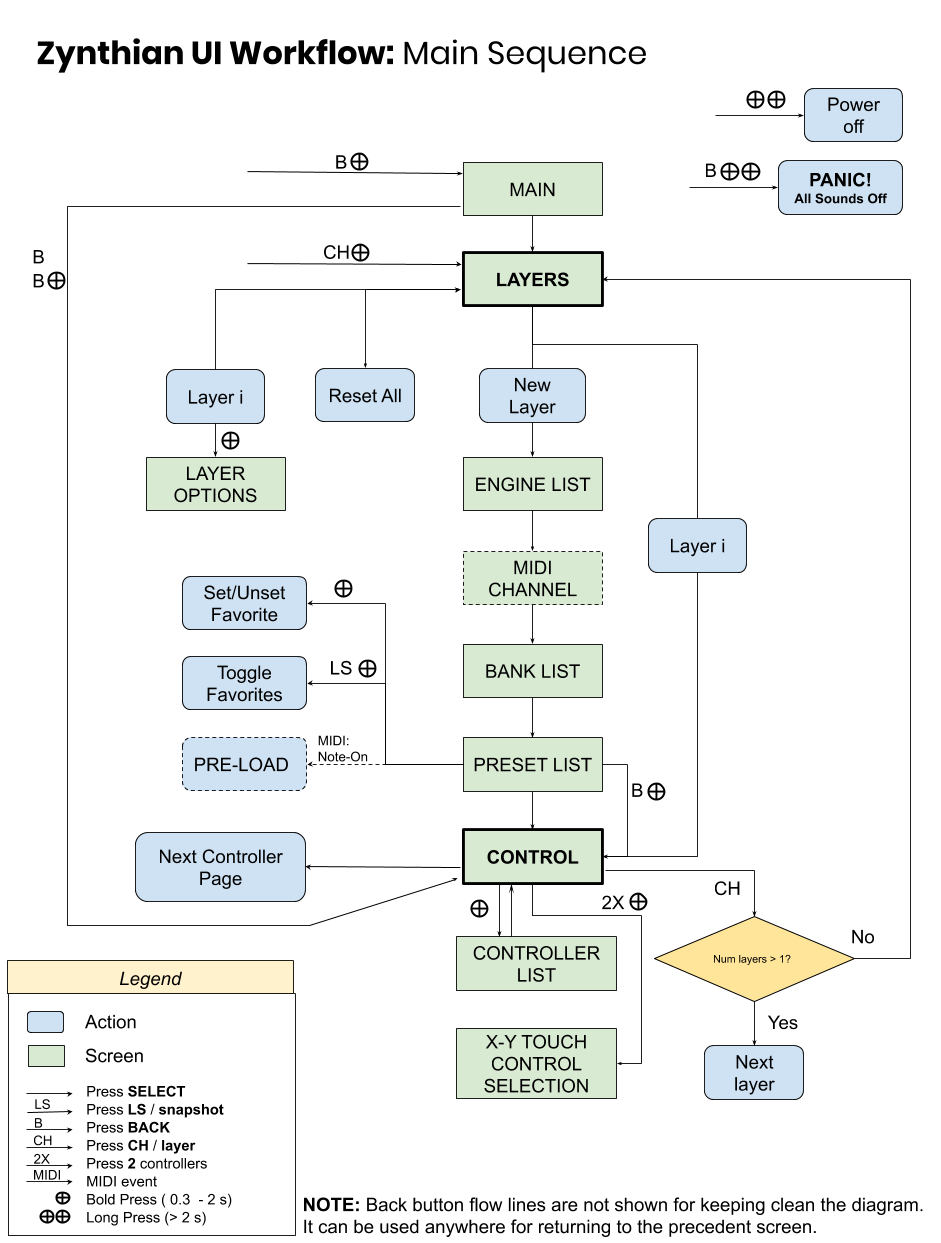 Zynthian UI Workflow: Main Sequence
Power
off
B
PANIC!
All Sounds Off
B
MAIN
B
B
CH
LAYERS
Layer i
Reset All
New
Layer
LAYER
OPTIONS
ENGINE LIST
Layer i
MIDI
CHANNEL
Set/Unset
Favorite
LS
Toggle
Favorites
BANK LIST
MIDI:
Note-On
PRE-LOAD
PRESET LIST
B
Next Controller
Page
CONTROL
CH
2X
No
Num layers > 1?
CONTROLLER
LIST
Yes
X-Y TOUCH
CONTROL
SELECTION
Next
layer
Legend
Action
Screen
Press SELECT
LS Press LS / snapshot
B Press BACK
CH Press CH / layer
2X Press 2 controllers
MIDI MIDI event
Bold Press ( 0.3 - 2 s)
Long Press (> 2 s)
NOTE: Back button flow lines are not shown for keeping clean the diagram.
It can be used anywhere for returning to the precedent screen.